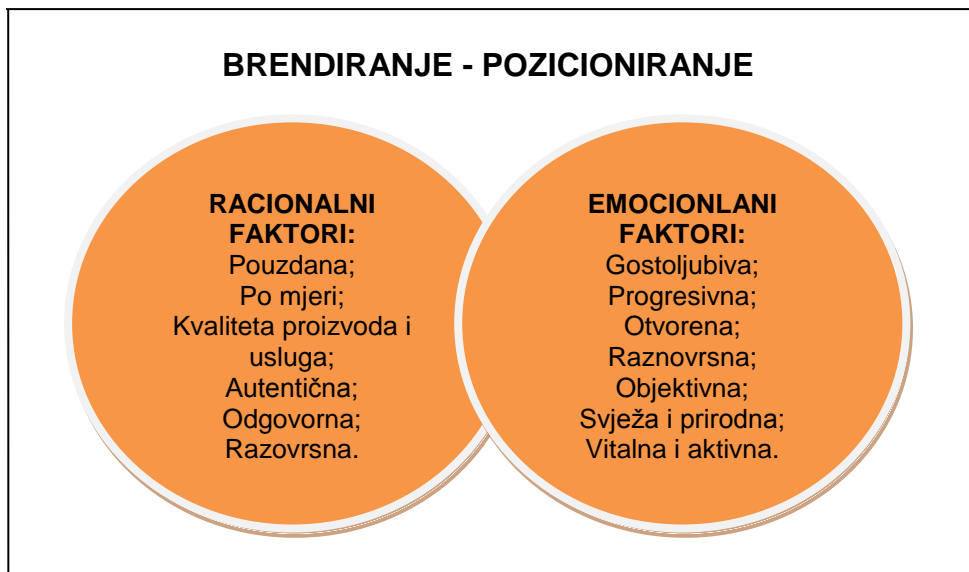 BRENDIRANJE - POZICIONIRANJE
RACIONALNI
FAKTORI:
Pouzdana;
Po mjeri;
Kvaliteta proizvoda i
usluga;
Autentična;
Odgovorna;
Razovrsna.
EMOCIONLANI
FAKTORI:
Gostoljubiva;
Progresivna;
Otvorena;
Raznovrsna;
Objektivna;
Svježa i prirodna;
Vitalna i aktivna.